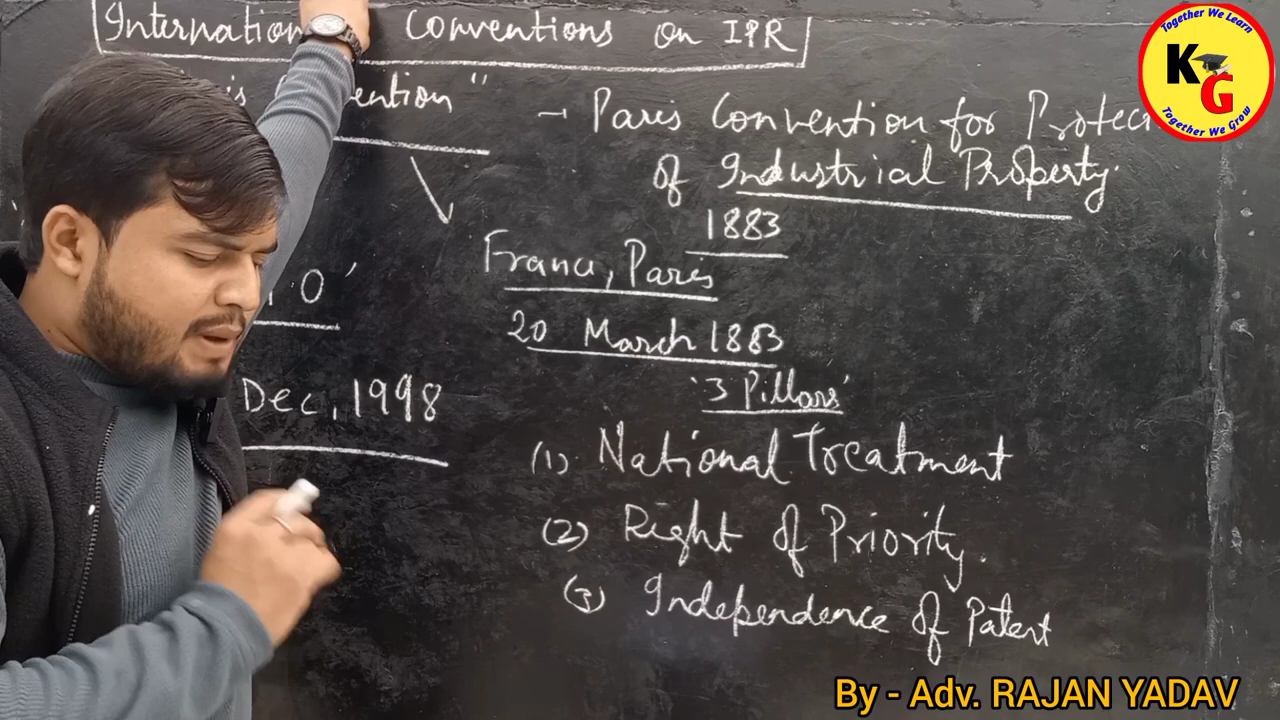 Internation Conventions on IPR
is ention"
→ Paris Convention for Protec
of Industrial Property.
1883
France, Paris
20 March 1883
O'
Dec, 1998
'3 Pillars'
(1) National Treatment
(2) Right of Priority.
(3) Independence of Patent
Together We Learn
KG
Together We Grow
By - Adv. RAJAN YADAV